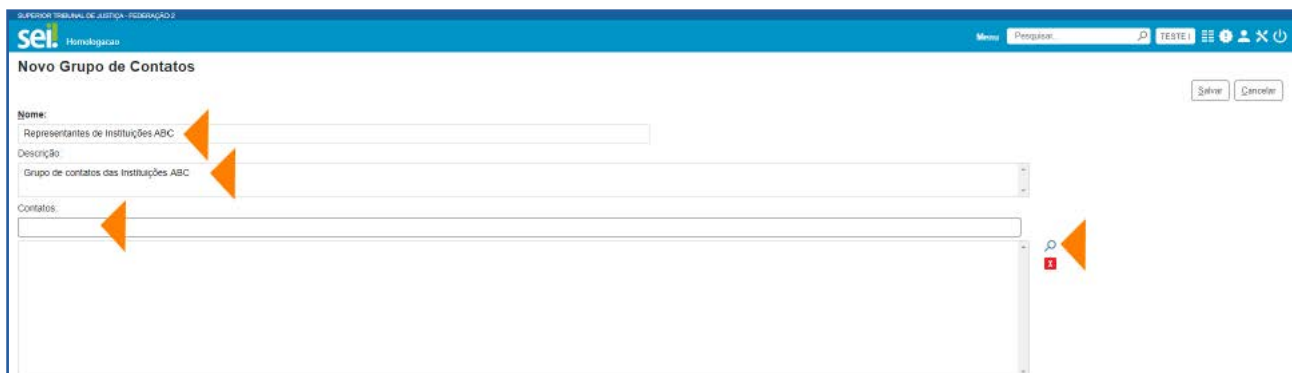 SUPERIOR TRIBUNAL DE JUSTIÇA - FEDERAÇÃO 2
sei! Homologacao
Menu Pesquisar... TESTE I
Novo Grupo de Contatos
Salvar Cancelar
Nome:
Representantes de Instituições ABC
Descrição:
Grupo de contatos das Instituições ABC
Contatos:
X